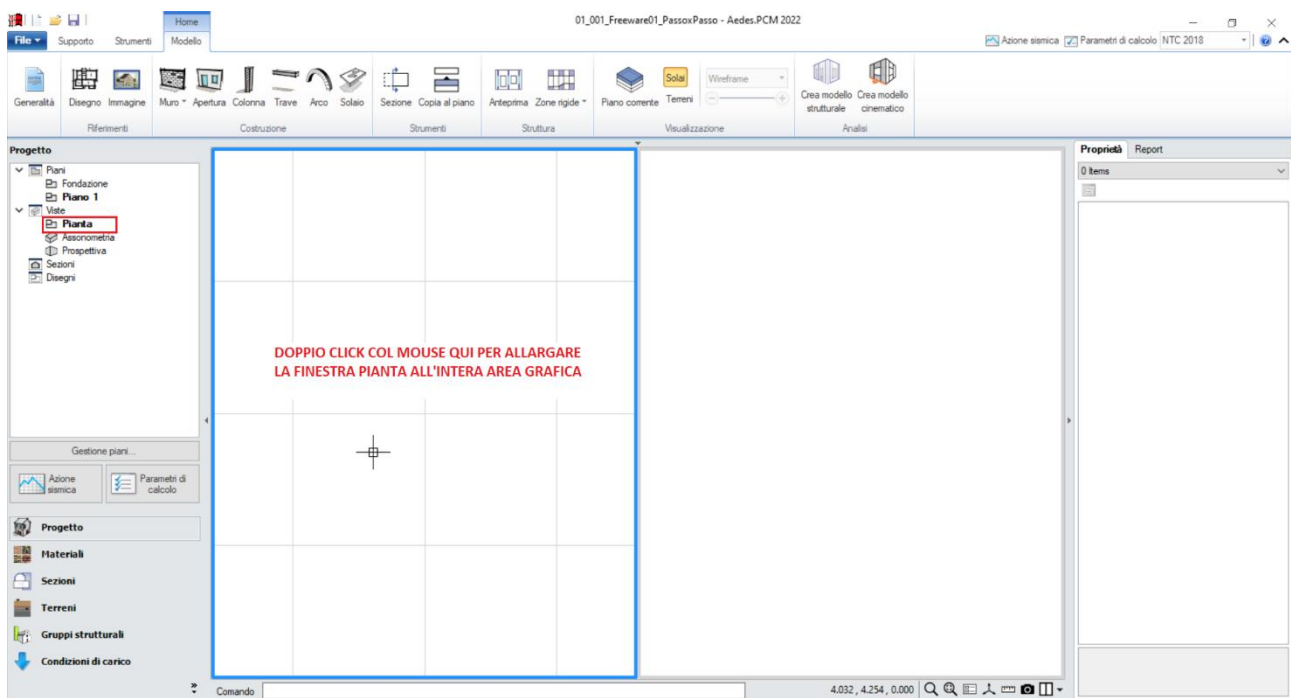 01_001_Freeware01_PassoxPasso - Aedes.PCM 2022
Home
File
Supporto
Strumenti
Modello
Azione sismica
Parametri di calcolo
NTC 2018
Generalità
Disegno
Immagine
Muro
Apertura
Colonna
Trave
Arco
Solaio
Sezione
Copia al piano
Anteprima
Zone rigide
Piano corrente
Solai
Terreni
Wireframe
Crea modello
strutturale
Crea modello
cinematico
Riferimenti
Costruzione
Strumenti
Struttura
Visualizzazione
Analisi
Progetto
Piani
Fondazione
Piano 1
Viste
Pianta
Assonometria
Prospettiva
Sezioni
Disegni
DOPPIO CLICK COL MOUSE QUI PER ALLARGARE
LA FINESTRA PIANTA ALL'INTERA AREA GRAFICA
Proprietà
Report
0 Items
Gestione piani...
Azione
sismica
Parametri di
calcolo
Progetto
Materiali
Sezioni
Terreni
Gruppi strutturali
Condizioni di carico
Comando
4.032 , 4.254 , 0.000